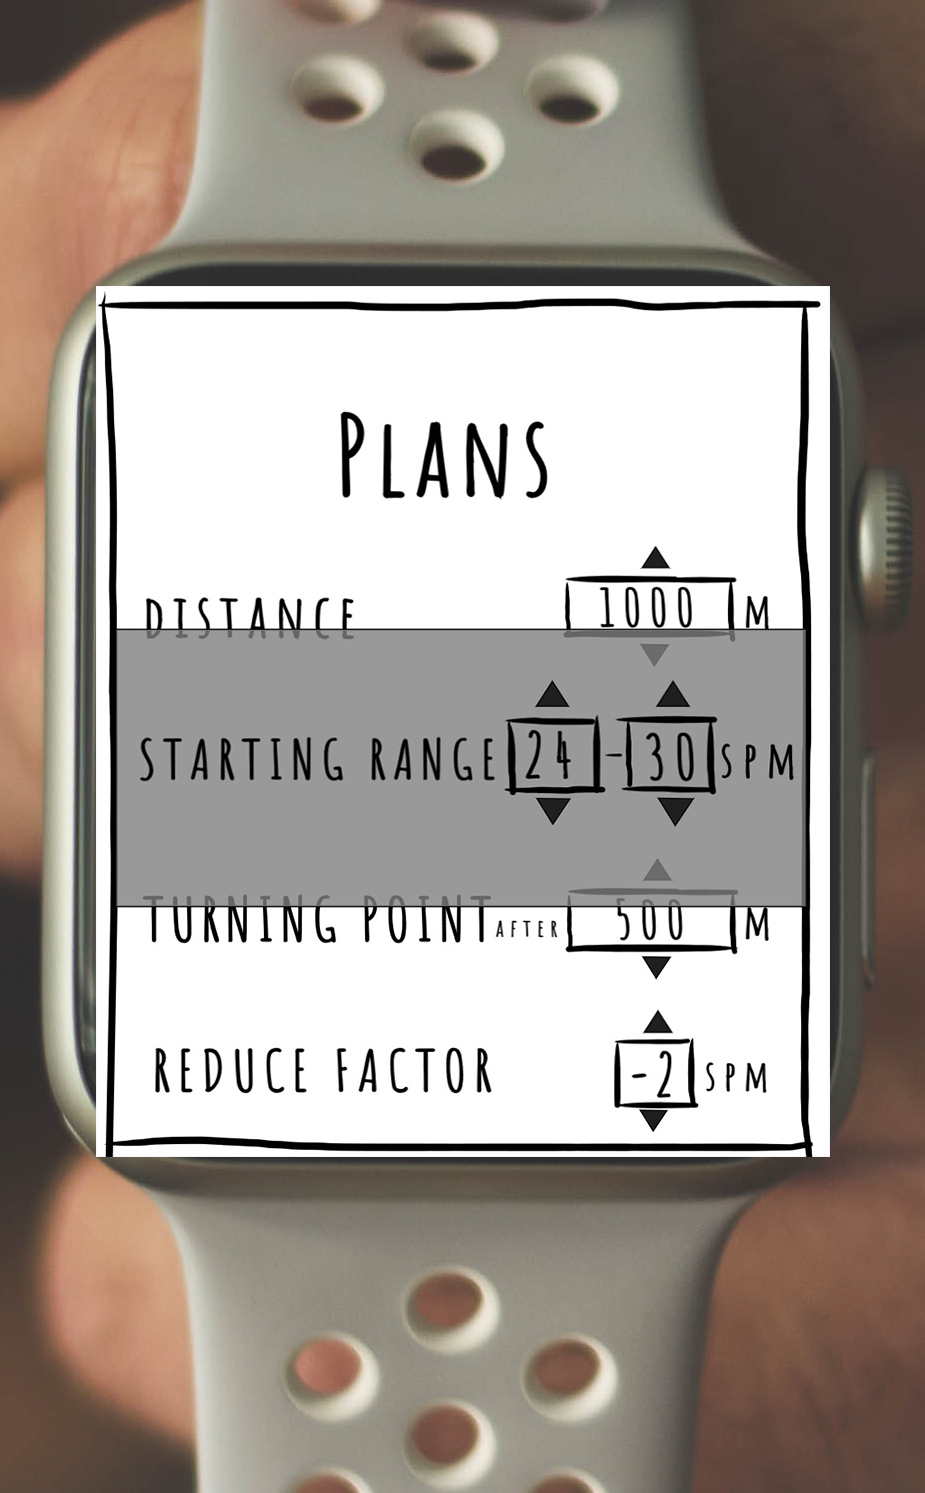 PLANS
DISTANCE 1000 M
STARTING RANGE 24 - 30 SPM
TURNING POINT AFTER 500 M
REDUCE FACTOR -2 SPM